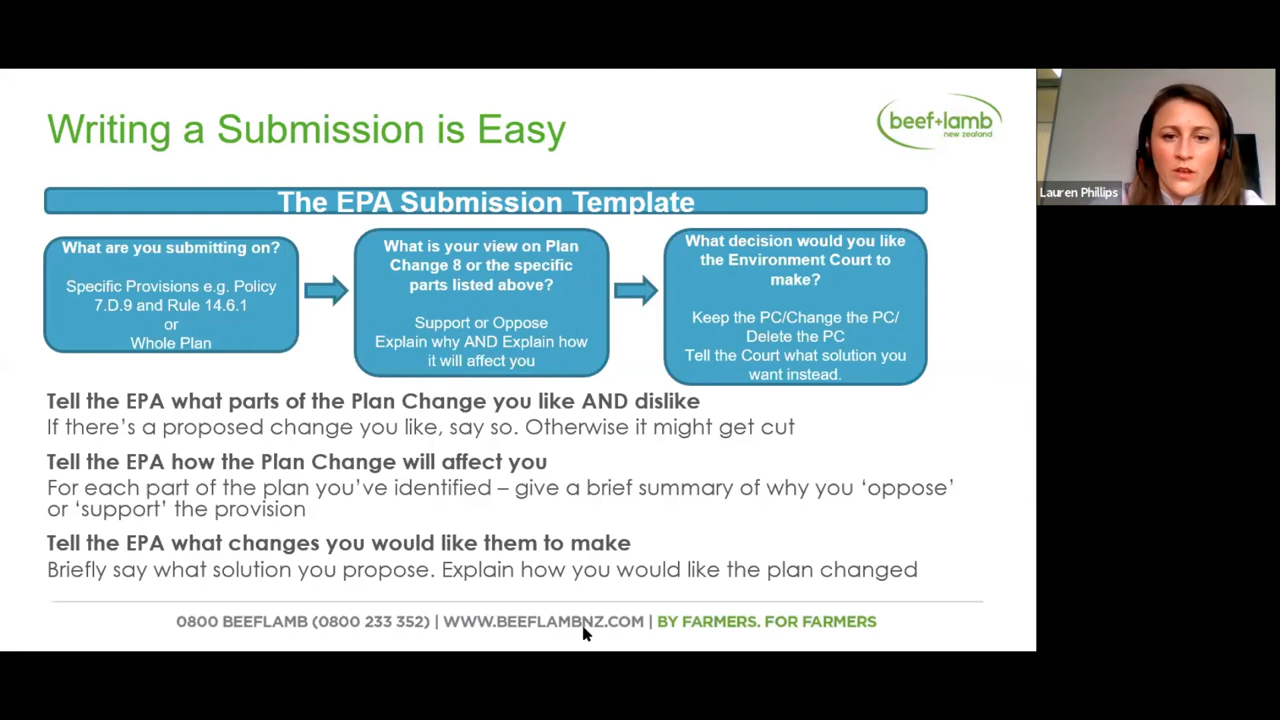 Writing a Submission is Easy
beef+lamb
new zealand
Lauren Phillips
The EPA Submission Template
What are you submitting on?
Specific Provisions e.g. Policy
7.D.9 and Rule 14.6.1
or
Whole Plan
What is your view on Plan
Change 8 or the specific
parts listed above?
Support or Oppose
Explain why AND Explain how
it will affect you
What decision would you like
the Environment Court to
make?
Keep the PC/Change the PC/
Delete the PC
Tell the Court what solution you
want instead.
Tell the EPA what parts of the Plan Change you like AND dislike
If there’s a proposed change you like, say so. Otherwise it might get cut
Tell the EPA how the Plan Change will affect you
For each part of the plan you’ve identified – give a brief summary of why you ‘oppose’
or ‘support’ the provision
Tell the EPA what changes you would like them to make
Briefly say what solution you propose. Explain how you would like the plan changed
0800 BEEFLAMB (0800 233 352) | WWW.BEEFLAMBNZ.COM | BY FARMERS. FOR FARMERS